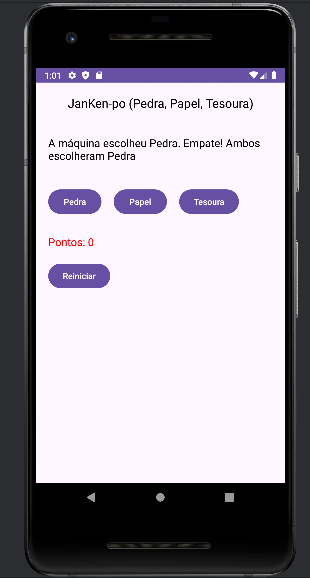 1:01
JanKen-po (Pedra, Papel, Tesoura)
A máquina escolheu Pedra. Empate! Ambos
escolheram Pedra
Pedra Papel Tesoura
Pontos: 0
Reiniciar